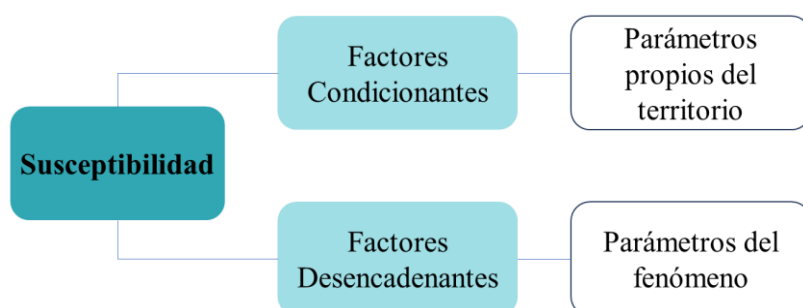 Susceptibilidad
Factores
Condicionantes
Parámetros
propios del
territorio
Factores
Desencadenantes
Parámetros del
fenómeno